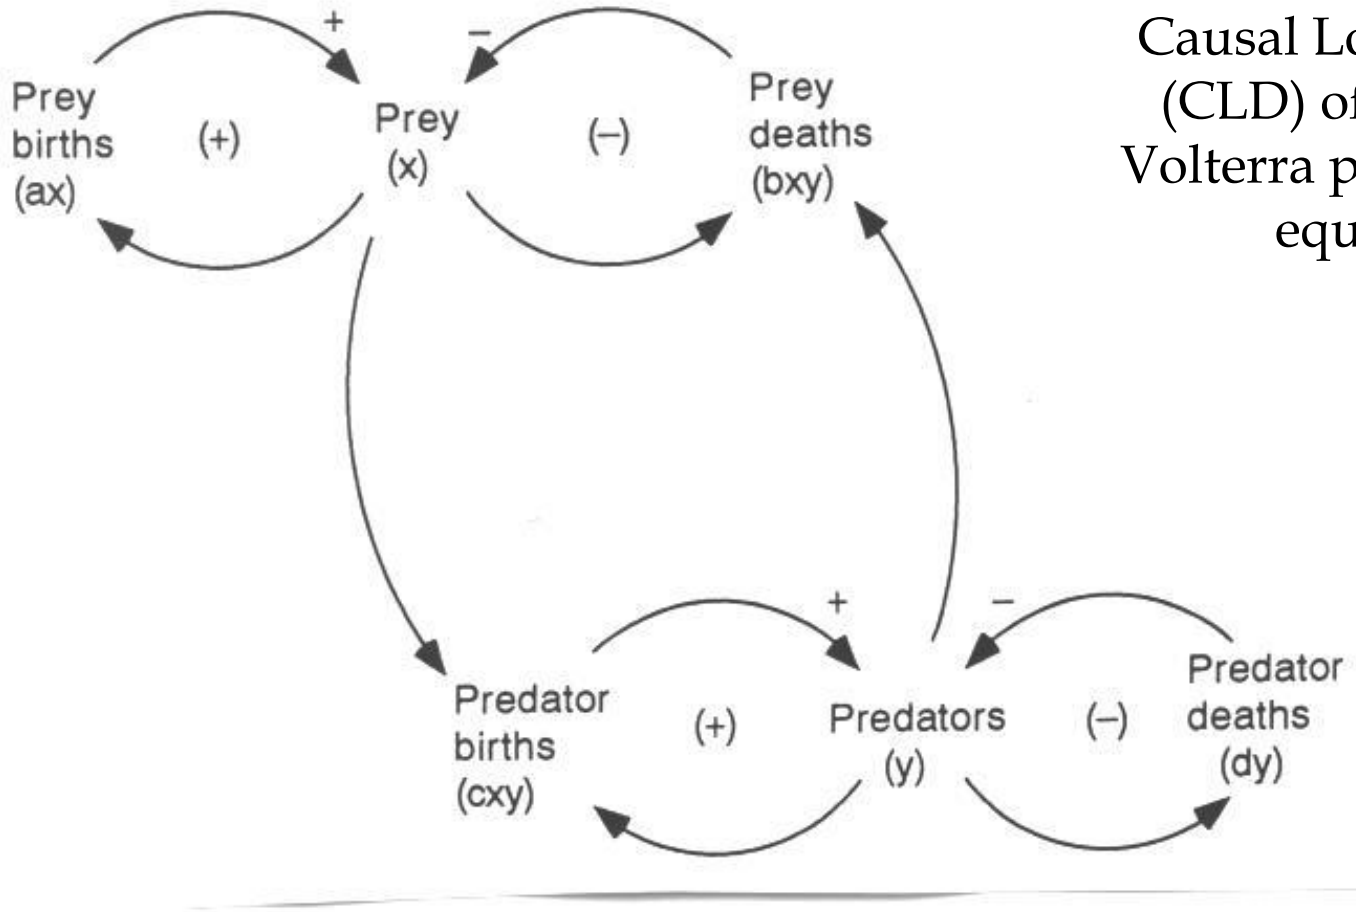 Causal Lo
(CLD) of
Volterra p
equ
+
–
Prey
births
(ax)
(+)
Prey
(x)
(–)
Prey
deaths
(bxy)
+
–
Predator
births
(cxy)
(+)
Predators
(y)
(–)
Predator
deaths
(dy)